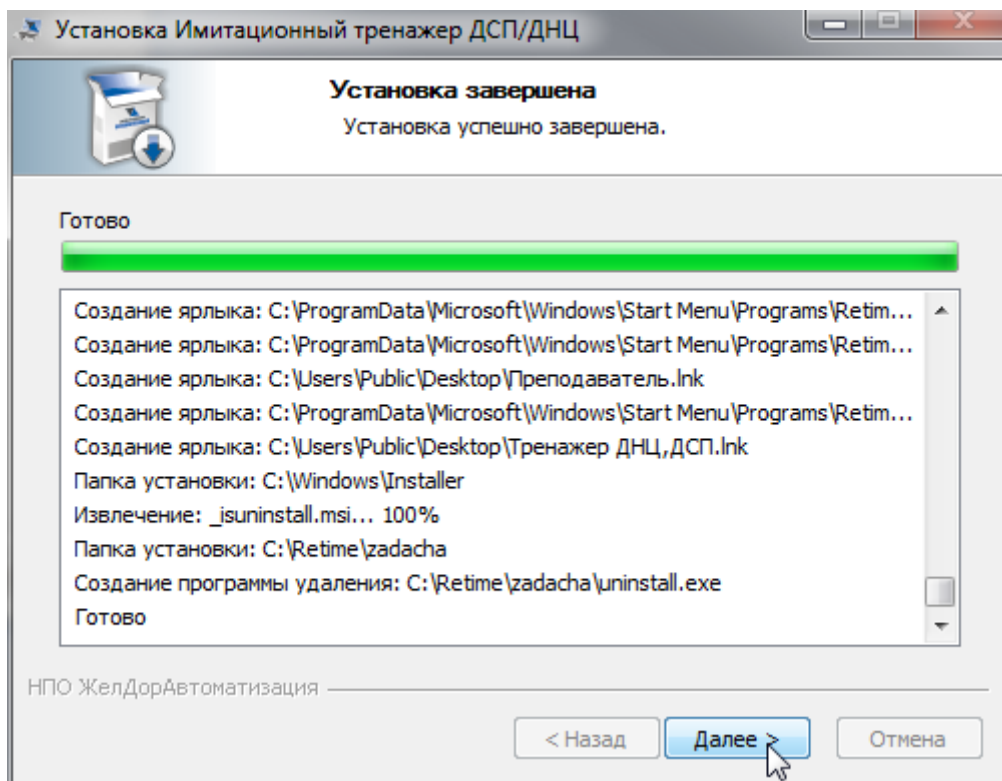 Установка Имитационный тренажер ДСП/ДНЦ
Установка завершена
Установка успешно завершена.
Готово
Создание ярлыка: C:\ProgramData\Microsoft\Windows\Start Menu\Programs\Retim...
Создание ярлыка: C:\ProgramData\Microsoft\Windows\Start Menu\Programs\Retim...
Создание ярлыка: C:\Users\Public\Desktop\Преподаватель.lnk
Создание ярлыка: C:\ProgramData\Microsoft\Windows\Start Menu\Programs\Retim...
Создание ярлыка: C:\Users\Public\Desktop\Тренажер ДНЦ,ДСП.lnk
Папка установки: C:\Windows\Installer
Извлечение: _isuninstall.msi... 100%
Папка установки: C:\Retime\zadacha
Создание программы удаления: C:\Retime\zadacha\uninstall.exe
Готово
НПО ЖелДорАвтоматизация
< Назад
Далее >
Отмена